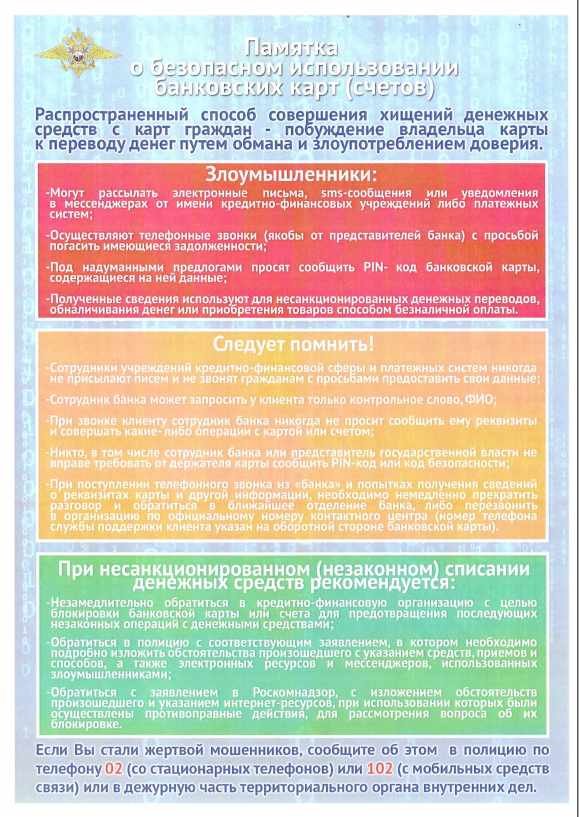 Памятка
о безопасном использовании
банковских карт (счетов)
Распространенный способ совершения хищений денежных
средств с карт граждан - побуждение владельца карты
к переводу денег путем обмана и злоупотреблением доверия.
Злоумышленники:
-Могут рассылать электронные письма, sms-сообщения или уведомления
в мессенджерах от имени кредитно-финансовых учреждений либо платежных
систем;
-Осуществляют телефонные звонки (якобы от представителей банка) с просьбой
погасить имеющиеся задолженности;
-Под надуманными предлогами просят сообщить PIN- код банковской карты,
содержащиеся на ней данные;
-Полученные сведения используют для несанкционированных денежных переводов,
обналичивания денег или приобретения товаров способом безналичной оплаты.
Следует помнить!
-Сотрудники учреждений кредитно-финансовой сферы и платежных систем никогда
не присылают писем и не звонят гражданам с просьбами предоставить свои данные;
-Сотрудник банка может запросить у клиента только контрольное слово, ФИО;
-При звонке клиенту сотрудник банка никогда не просит сообщить ему реквизиты
и совершать какие- либо операции с картой или счетом;
-Никто, в том числе сотрудник банка или представитель государственной власти не
вправе требовать от держателя карты сообщить PIN-код или код безопасности;
-При поступлении телефонного звонка из «банка» и попытках получения сведений
о реквизитах карты и другой информации, необходимо немедленно прекратить
разговор и обратиться в ближайшее отделение банка, либо перезвонить
в организацию по официальному номеру контактного центра (номер телефона
службы поддержки клиента указан на оборотной стороне банковской карты).
При несанкционированном (незаконном) списании
денежных средств рекомендуется:
-Незамедлительно обратиться в кредитно-финансовую организацию с целью
блокировки банковской карты или счета для предотвращения последующих
незаконных операций с денежными средствами;
-Обратиться в полицию с соответствующим заявлением, в котором необходимо
подробно изложить обстоятельства произошедшего с указанием средств, приемов и
способов, а также электронных ресурсов и мессенджеров, использованных
злоумышленниками;
-Обратиться с заявлением в Роскомнадзор, с изложением обстоятельств
произошедшего и указанием интернет-ресурсов, при использовании которых были
осуществлены противоправные действия, для рассмотрения вопроса об их
блокировке.
Если Вы стали жертвой мошенников, сообщите об этом в полицию по
телефону 02 (со стационарных телефонов) или 102 (с мобильных средств
связи) или в дежурную часть территориального органа внутренних дел.